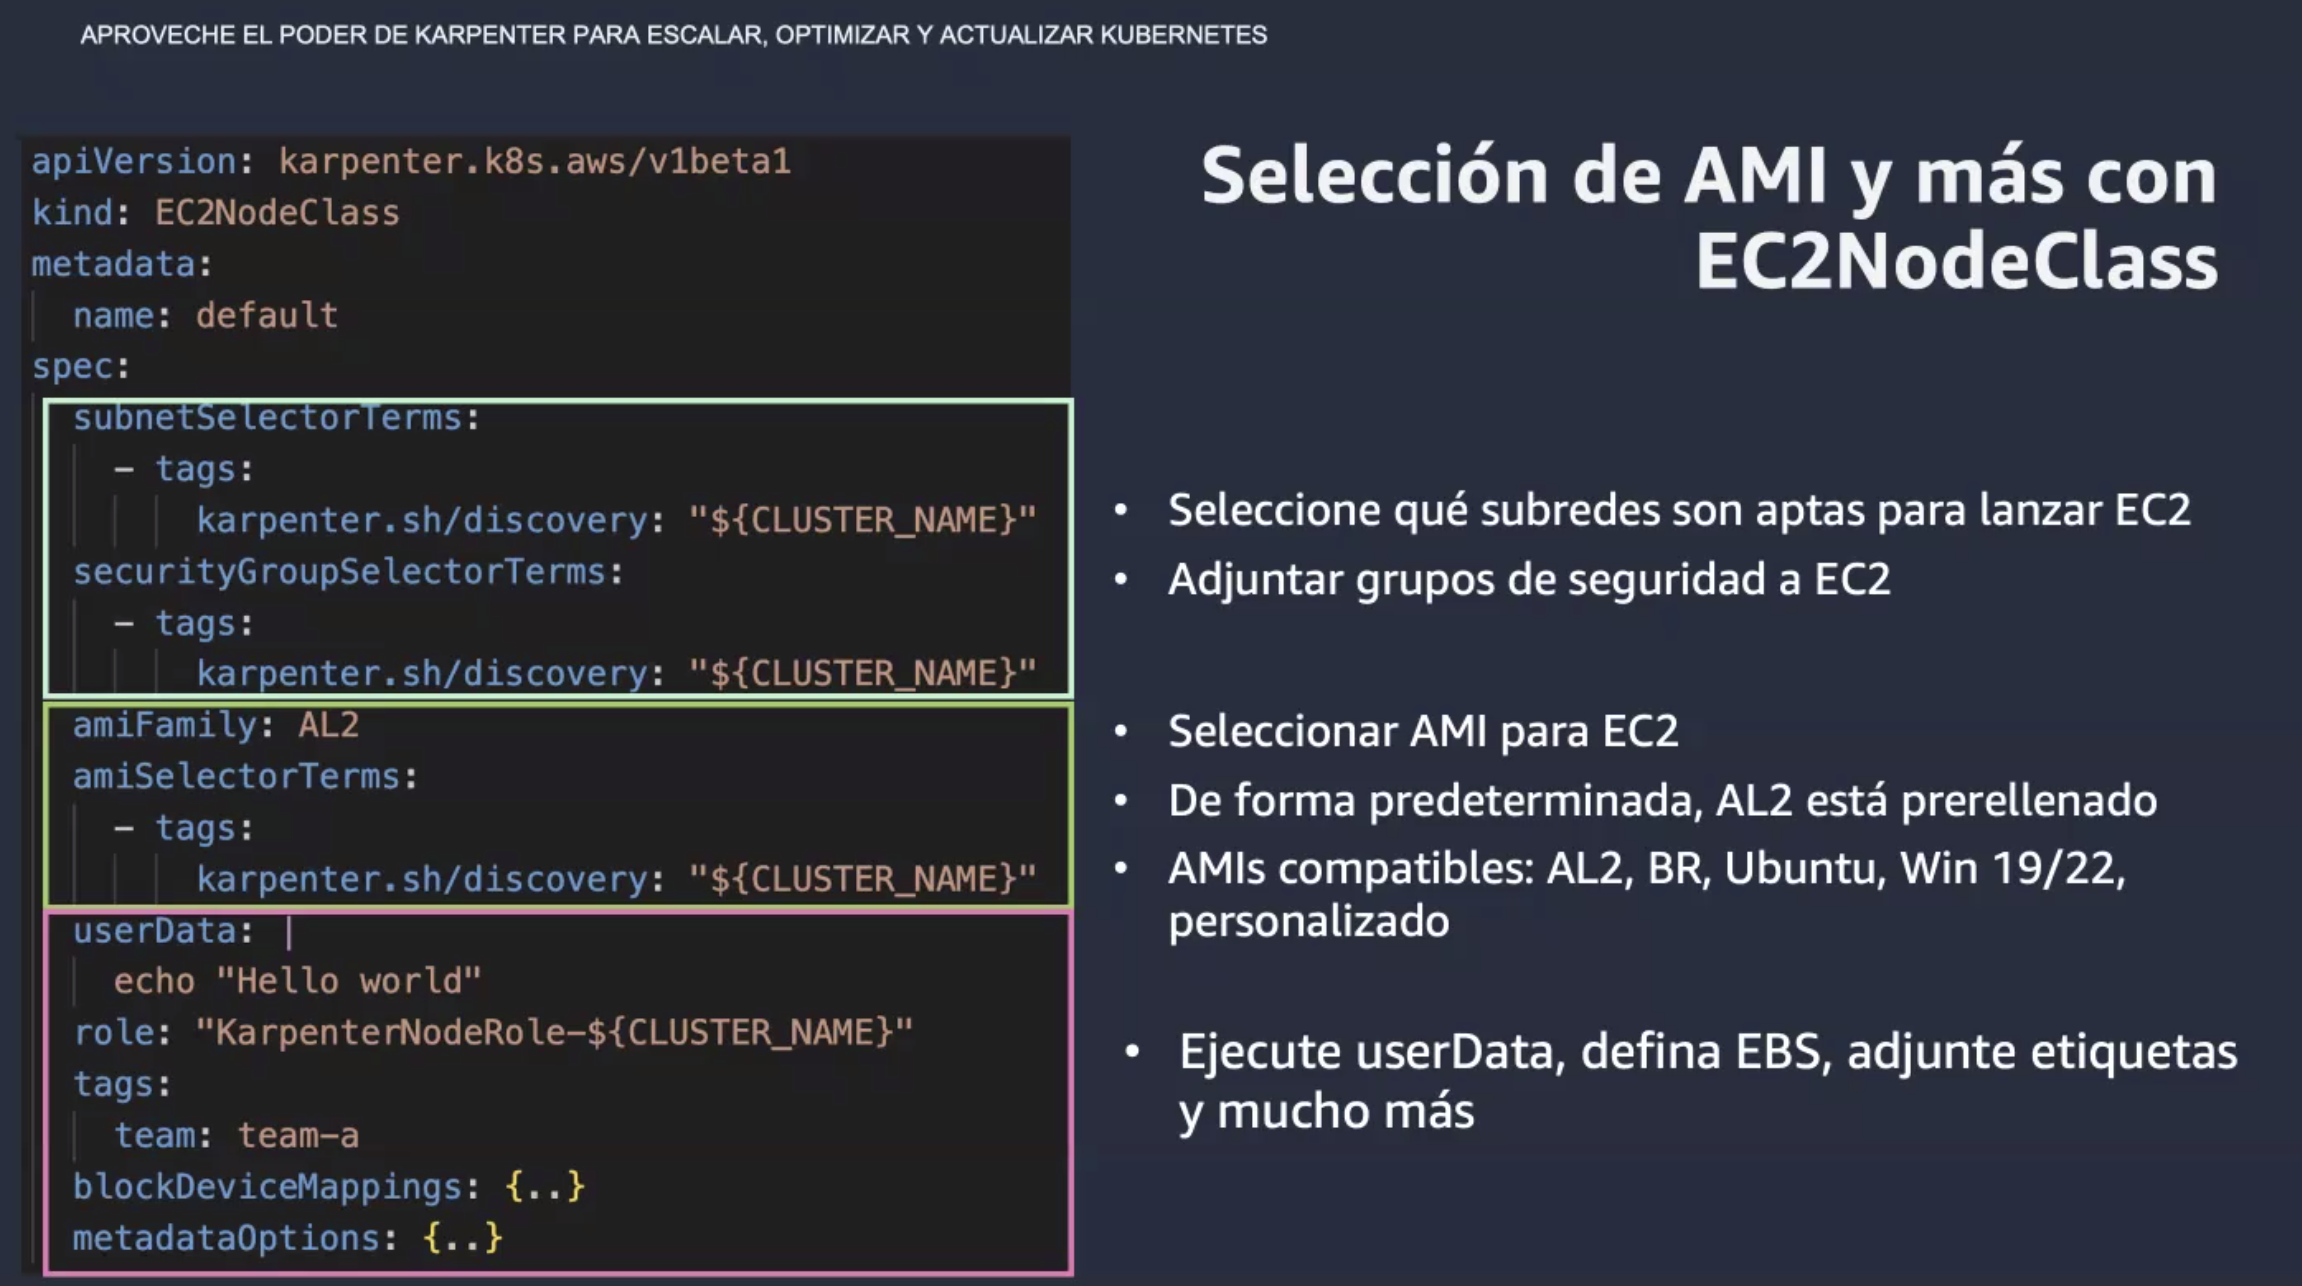 APROVECHE EL PODER DE KARPENTER PARA ESCALAR, OPTIMIZAR Y ACTUALIZAR KUBERNETES
apiVersion: karpenter.k8s.aws/v1beta1
kind: EC2NodeClass
metadata:
  name: default
spec:
  subnetSelectorTerms:
    - tags:
        karpenter.sh/discovery: "${CLUSTER_NAME}"
  securityGroupSelectorTerms:
    - tags:
        karpenter.sh/discovery: "${CLUSTER_NAME}"
  amiFamily: AL2
  amiSelectorTerms:
    - tags:
        karpenter.sh/discovery: "${CLUSTER_NAME}"
  userData: |
    echo "Hello world"
  role: "KarpenterNodeRole-${CLUSTER_NAME}"
  tags:
    team: team-a
  blockDeviceMappings: {..}
  metadataOptions: {..}
Selección de AMI y más con
EC2NodeClass
• Seleccione qué subredes son aptas para lanzar EC2
• Adjuntar grupos de seguridad a EC2
• Seleccionar AMI para EC2
• De forma predeterminada, AL2 está prerellenado
• AMIs compatibles: AL2, BR, Ubuntu, Win 19/22,
personalizado
• Ejecute userData, defina EBS, adjunte etiquetas
y mucho más